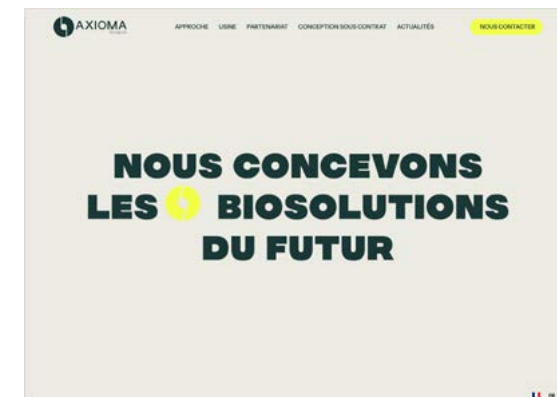 AXIOMA
APPROCHE USINE PARTENARIAT CONCEPTION SOUS CONTRAT ACTUALITÉS NOUS CONTACTER
NOUS CONCEVONS
LES BIOSOLUTIONS
DU FUTUR